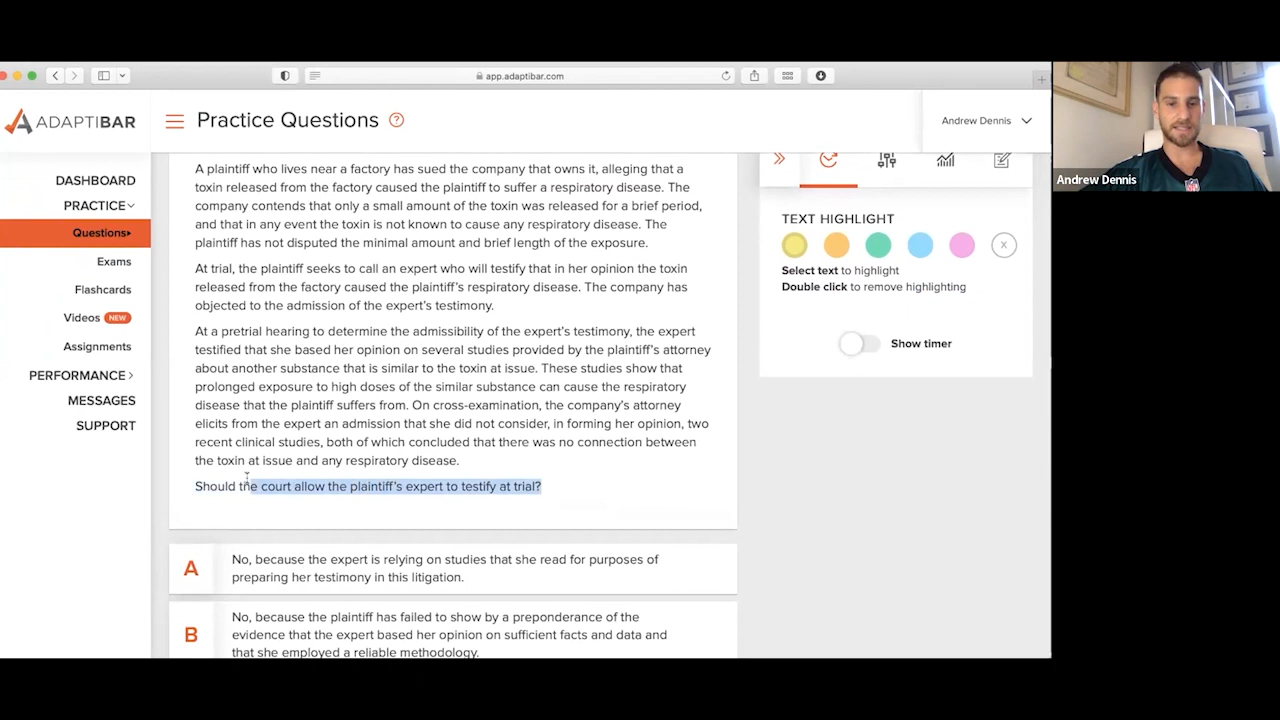 app.adaptibar.com
ADAPTIBAR
Practice Questions
Andrew Dennis
DASHBOARD
PRACTICE
Questions
Exams
Flashcards
Videos NEW
Assignments
PERFORMANCE
MESSAGES
SUPPORT
A plaintiff who lives near a factory has sued the company that owns it, alleging that a
toxin released from the factory caused the plaintiff to suffer a respiratory disease. The
company contends that only a small amount of the toxin was released for a brief period,
and that in any event the toxin is not known to cause any respiratory disease. The
plaintiff has not disputed the minimal amount and brief length of the exposure.
At trial, the plaintiff seeks to call an expert who will testify that in her opinion the toxin
released from the factory caused the plaintiff's respiratory disease. The company has
objected to the admission of the expert's testimony.
At a pretrial hearing to determine the admissibility of the expert's testimony, the expert
testified that she based her opinion on several studies provided by the plaintiff's attorney
about another substance that is similar to the toxin at issue. These studies show that
prolonged exposure to high doses of the similar substance can cause the respiratory
disease that the plaintiff suffers from. On cross-examination, the company's attorney
elicits from the expert an admission that she did not consider, in forming her opinion, two
recent clinical studies, both of which concluded that there was no connection between
the toxin at issue and any respiratory disease.
Should the court allow the plaintiff's expert to testify at trial?
A
No, because the expert is relying on studies that she read for purposes of
preparing her testimony in this litigation.
B
No, because the plaintiff has failed to show by a preponderance of the
evidence that the expert based her opinion on sufficient facts and data and
that she employed a reliable methodology.
TEXT HIGHLIGHT
X
Select text to highlight
Double click to remove highlighting
Show timer
Andrew Dennis